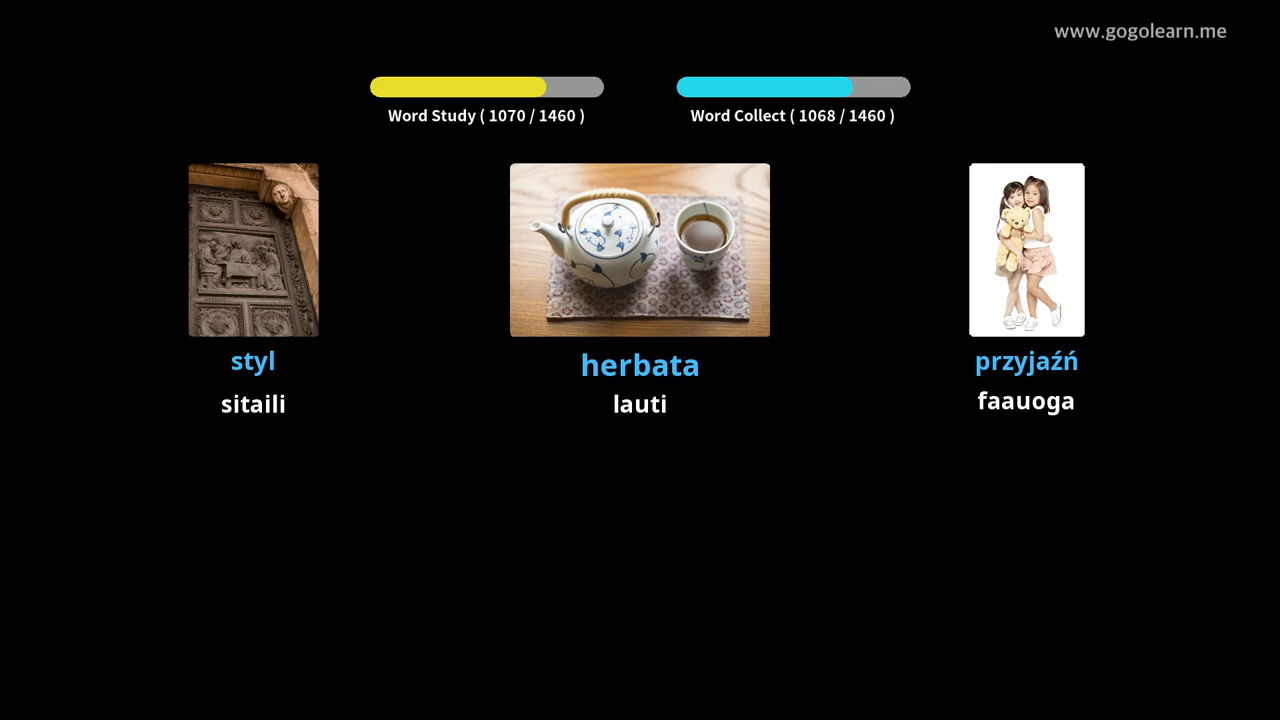 www.gogolearn.me
Word Study ( 1070 / 1460 )
Word Collect ( 1068 / 1460 )
styl
sitaili
herbata
lauti
przyjaźń
faauoga